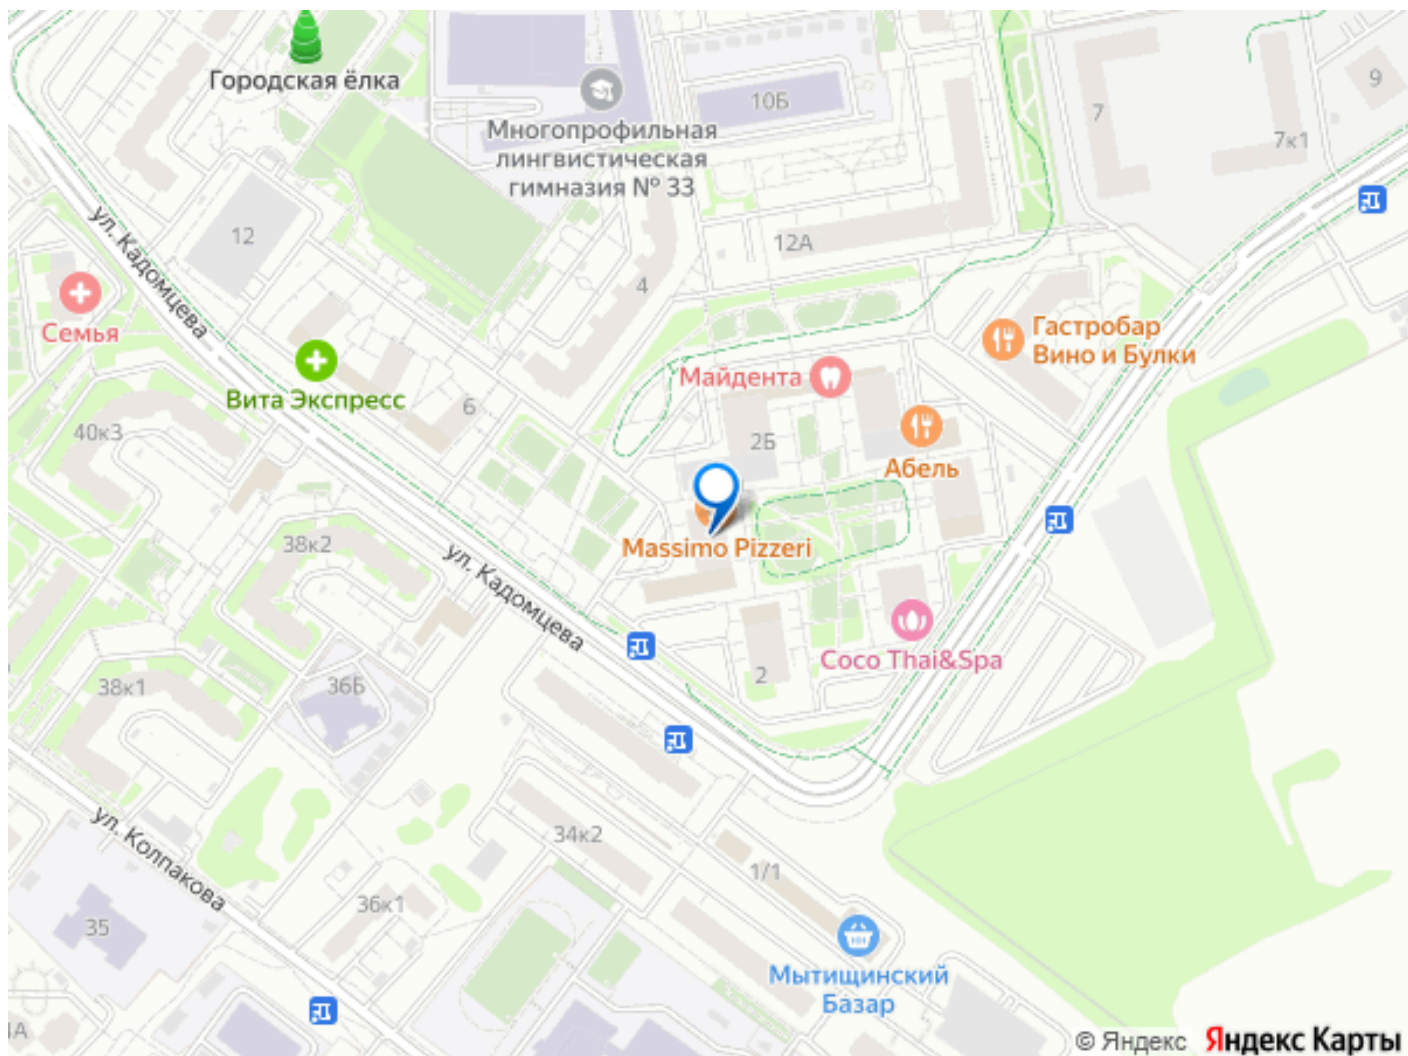 Городская ёлка
Многопрофильная
лингвистическая
гимназия № 33
10Б
7
9
7к1
ул. Кадомцева
12
12А
4
Семья
Гастробар
Вино и Булки
Майдента
Вита Экспресс
6
40к3
2Б
Абель
38к2
ул. Кадомцева
Massimo Pizzeri
Coco Thai&Spa
2
38к1
36Б
ул. Колпакова
34к2
1/1
36к1
35
Мытищинский
Базар
© Яндекс Яндекс Карты